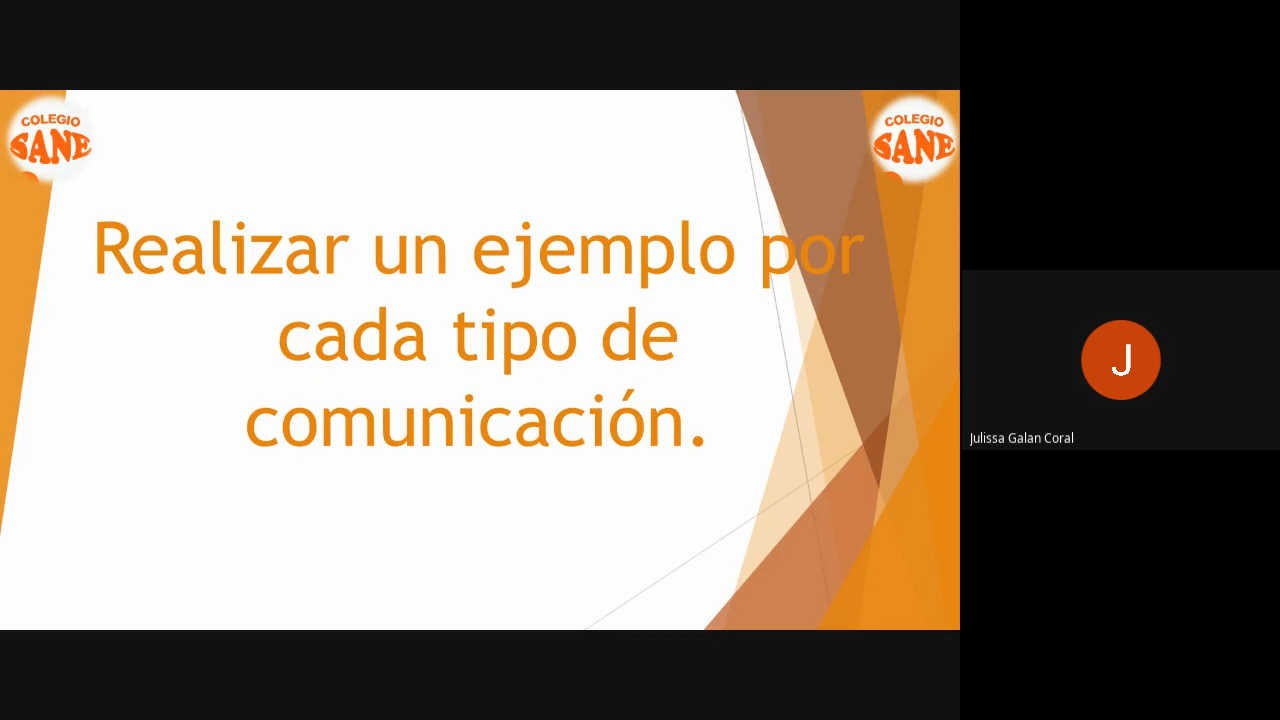 COLEGIO
SANE
COLEGIO
SANE
Realizar un ejemplo por
cada tipo de
comunicación.
J
Julissa Galan Coral